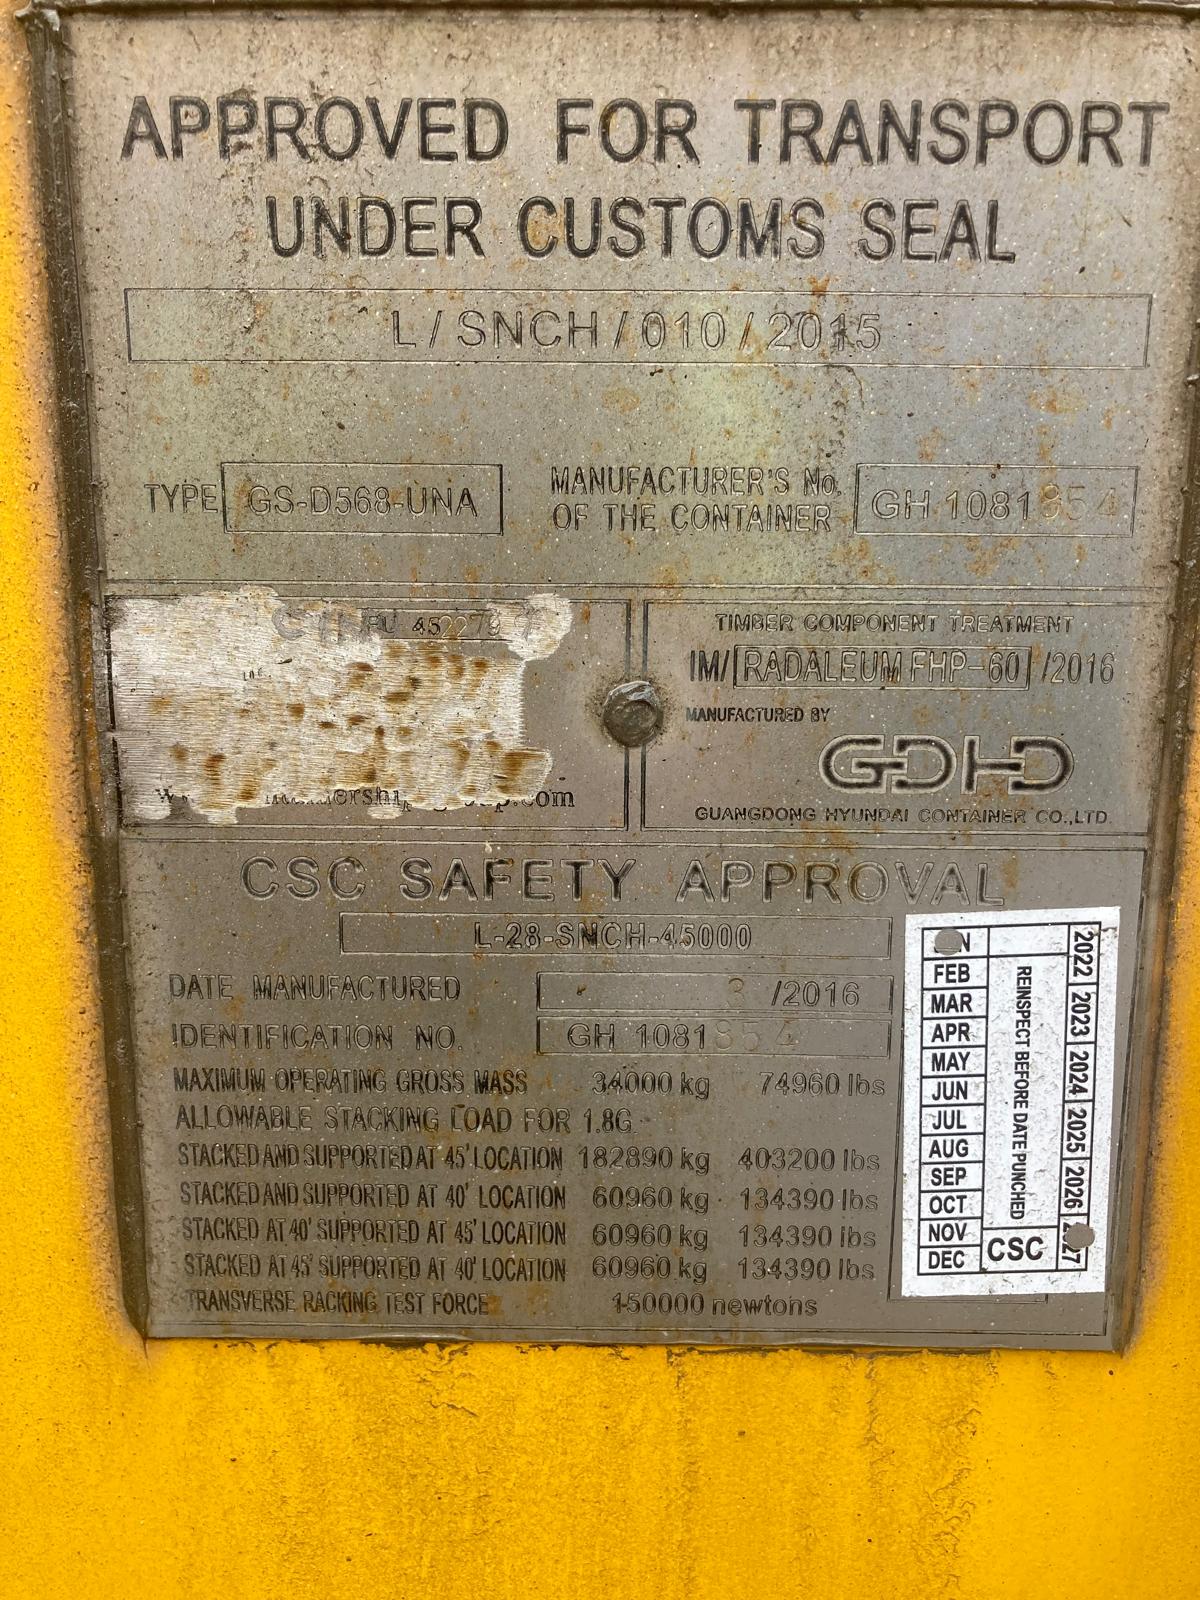 APPROVED FOR TRANSPORT
UNDER CUSTOMS SEAL
L/SNCH/010/2015
TYPE GS-D568-UNA
MANUFACTURER'S No.
OF THE CONTAINER
GH 1081854
TIMBER COMPONENT TREATMENT
IM/RADALEUM FHP-60/2016
MANUFACTURED BY
GUANGDONG HYUNDAI CONTAINER CO.,LTD.
CSC SAFETY APPROVAL
L-28-SNCH-45000
DATE MANUFACTURED 3 /2016
IDENTIFICATION NO. GH 1081854
MAXIMUM OPERATING GROSS MASS 34000 kg 74960 lbs
ALLOWABLE STACKING LOAD FOR 1.8G
STACKED AND SUPPORTED AT 45' LOCATION 182890 kg 403200 lbs
STACKED AND SUPPORTED AT 40' LOCATION 60960 kg 134390 lbs
STACKED AT 40' SUPPORTED AT 45' LOCATION 60960 kg 134390 lbs
STACKED AT 45' SUPPORTED AT 40' LOCATION 60960 kg 134390 lbs
TRANSVERSE RACKING TEST FORCE 150000 newtons
FEB
MAR
APR
MAY
JUN
JUL
AUG
SEP
OCT
NOV
DEC
REINSPECT BEFORE DATE PUNCHED
CSC
2022 2023 2024 2025 2026